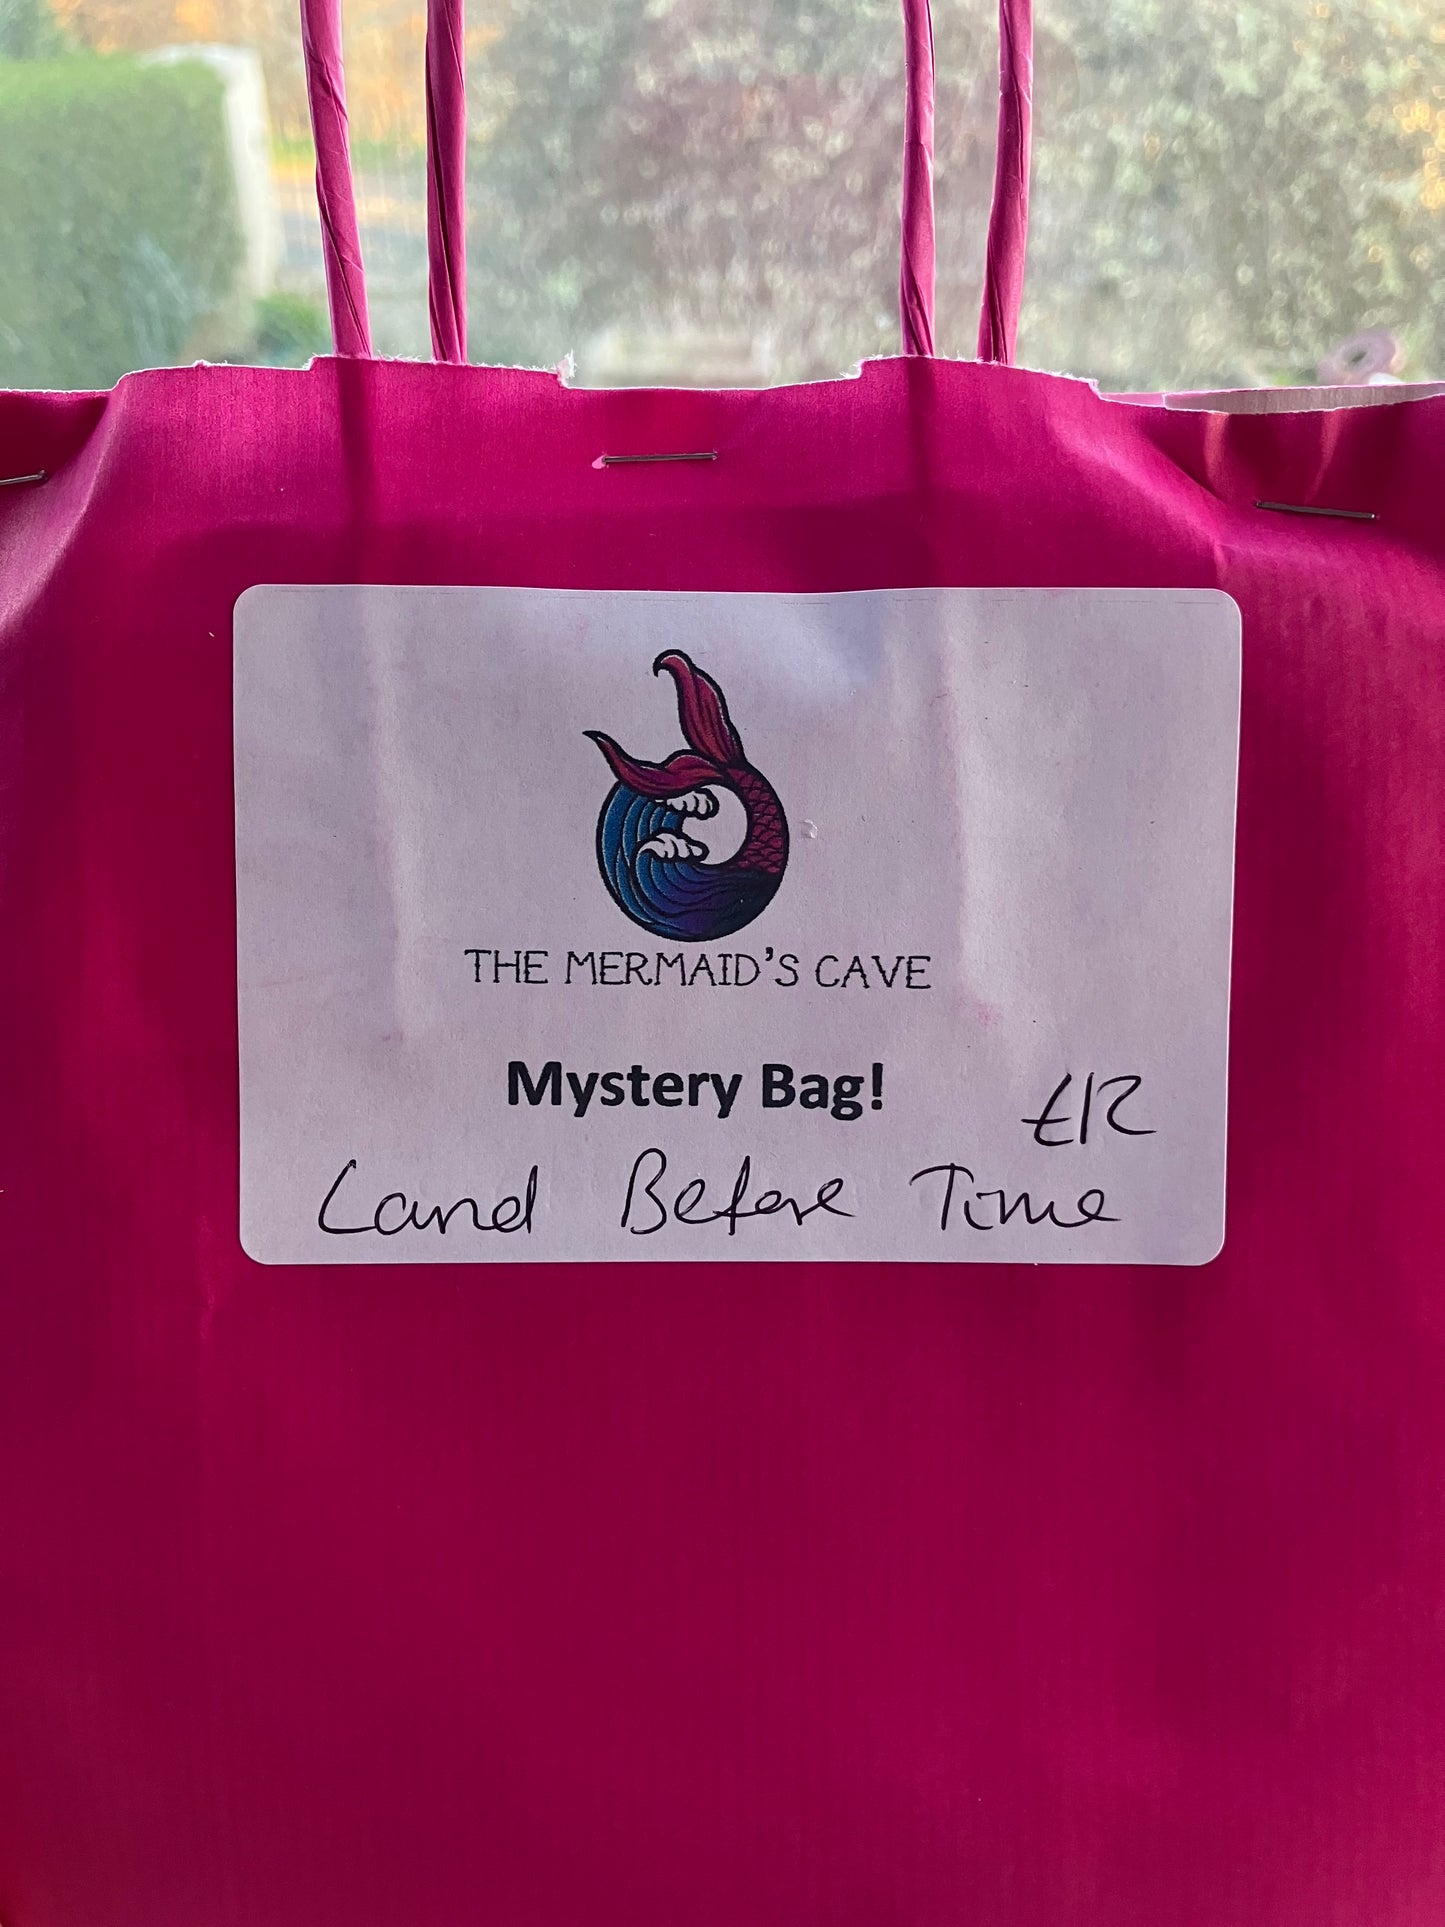 THE MERMAID'S CAVE
Mystery Bag!
£12
Land Before Time